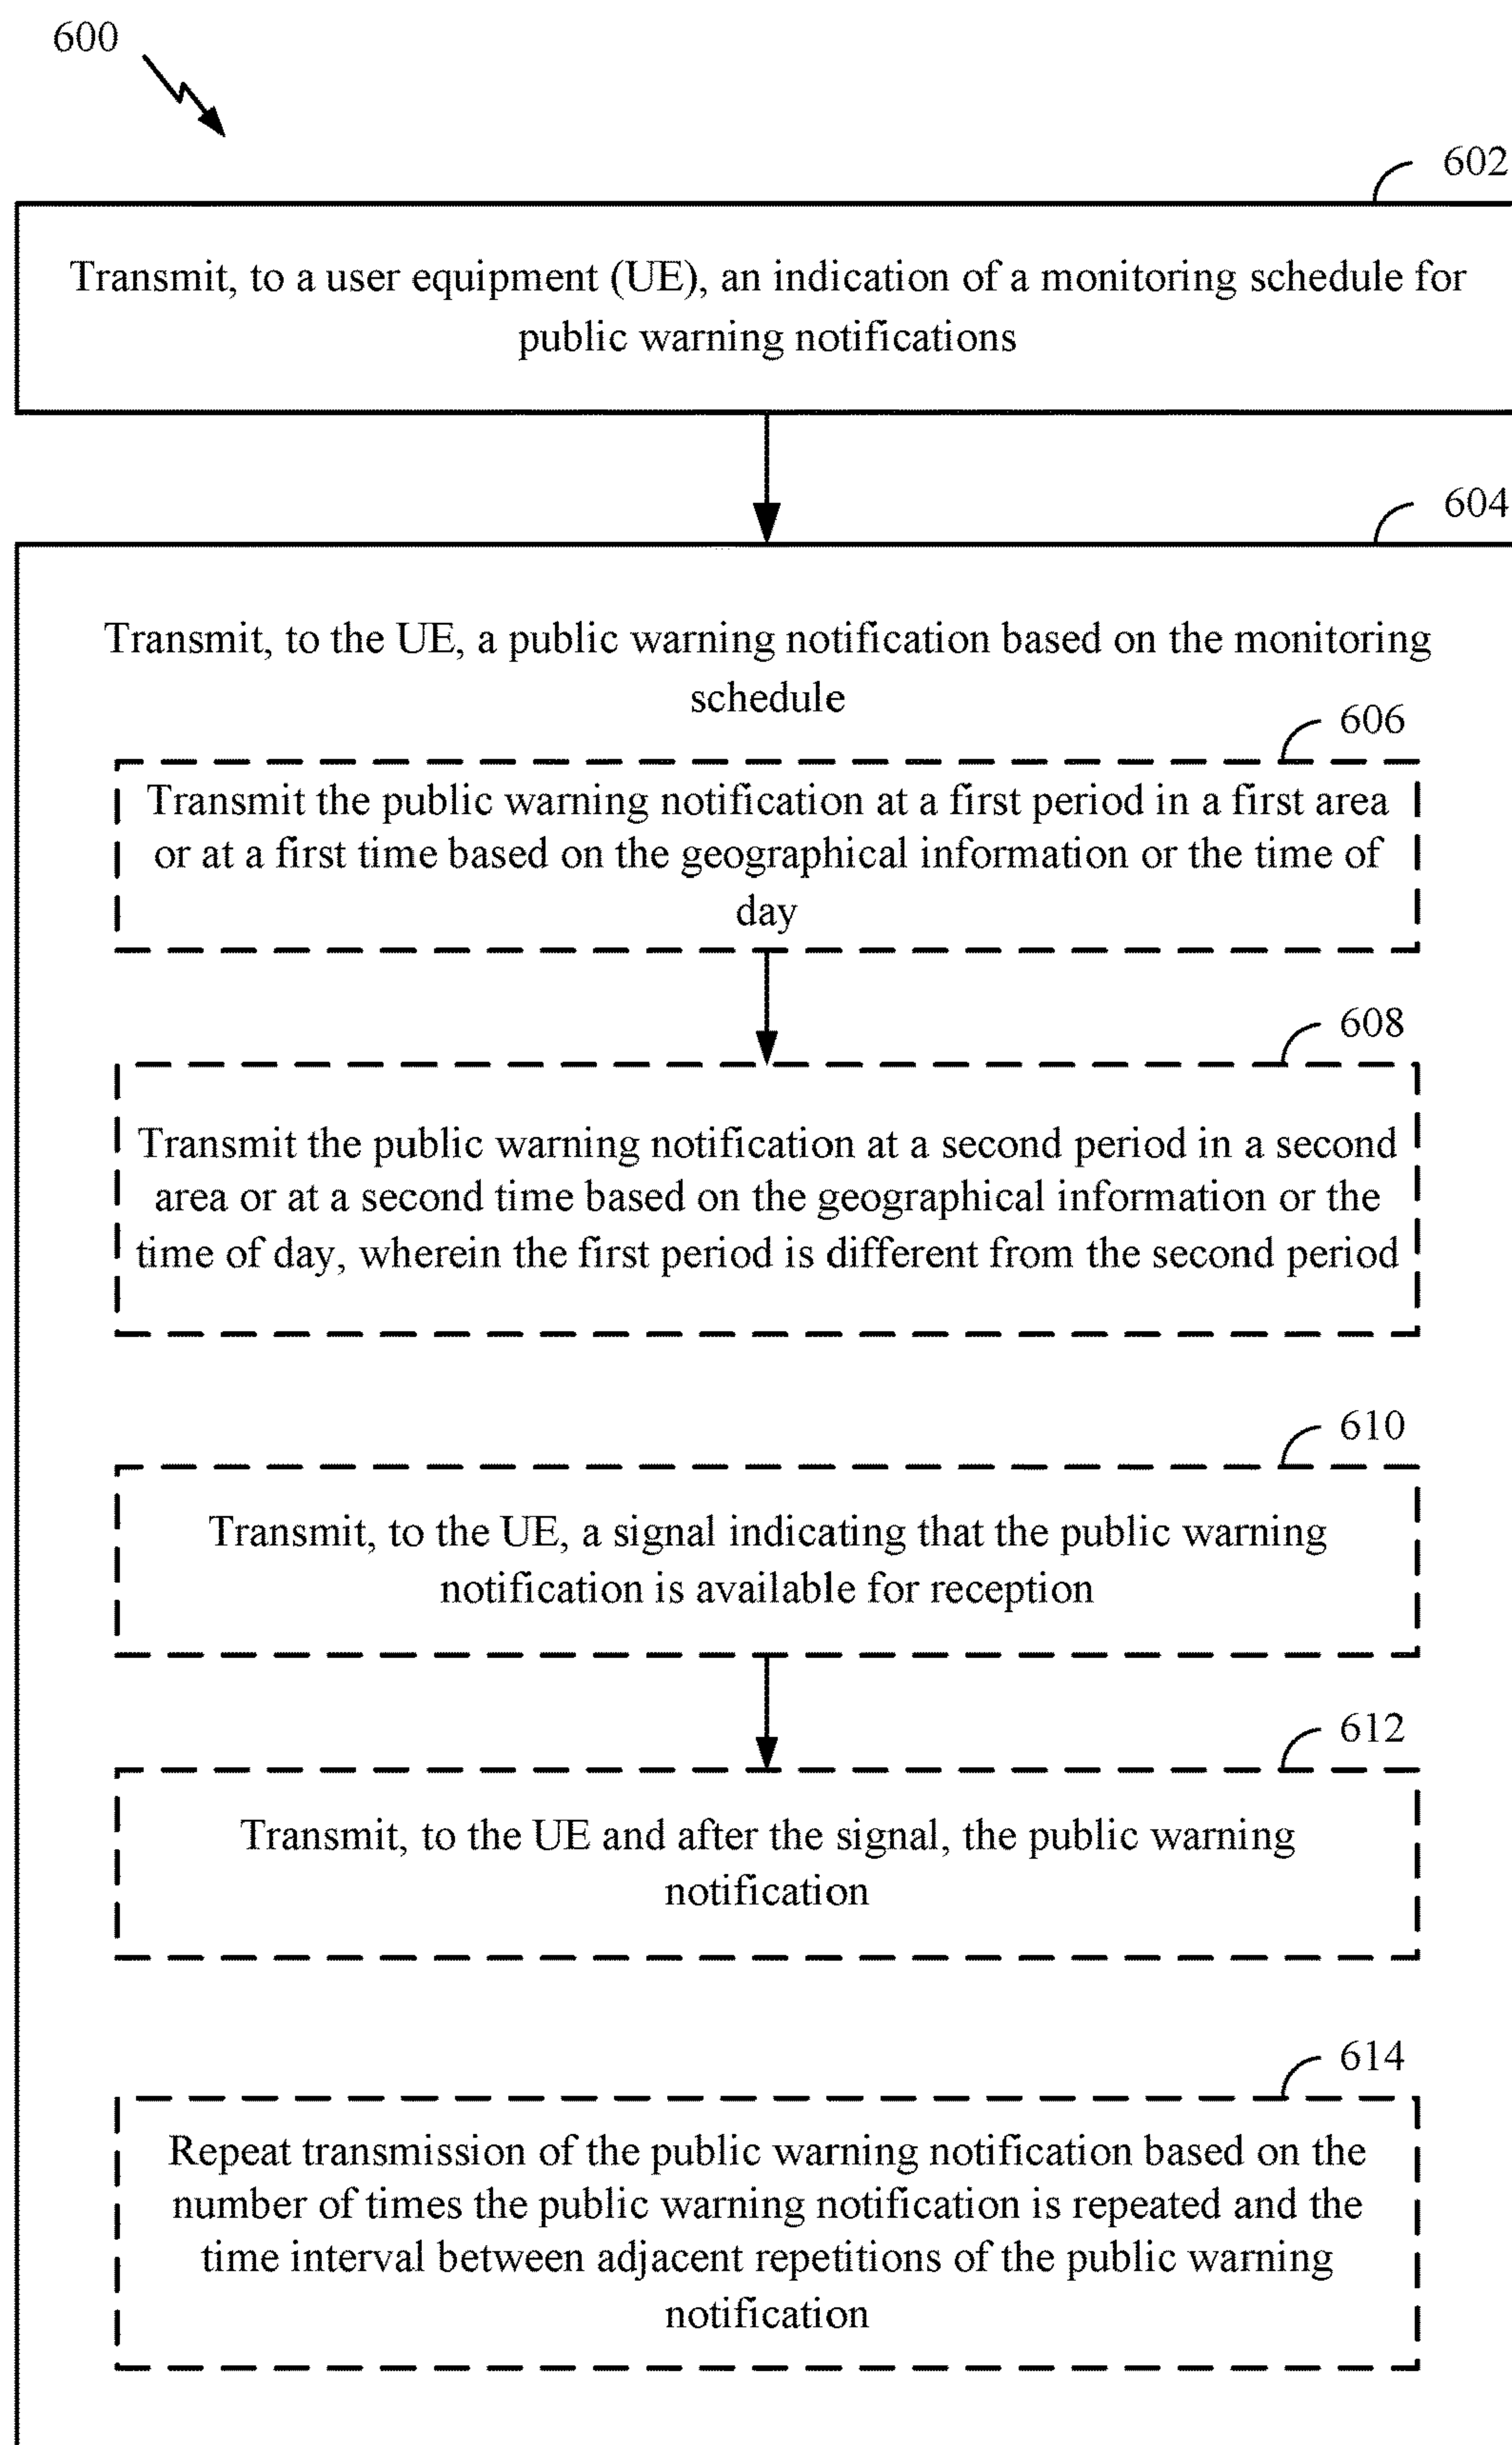 600
602
Transmit, to a user equipment (UE), an indication of a monitoring schedule for
public warning notifications
604
Transmit, to the UE, a public warning notification based on the monitoring
schedule
606
Transmit the public warning notification at a first period in a first area
or at a first time based on the geographical information or the time of
day
608
Transmit the public warning notification at a second period in a second
area or at a second time based on the geographical information or the
time of day, wherein the first period is different from the second period
610
Transmit, to the UE, a signal indicating that the public warning
notification is available for reception
612
Transmit, to the UE and after the signal, the public warning
notification
614
Repeat transmission of the public warning notification based on the
number of times the public warning notification is repeated and the
time interval between adjacent repetitions of the public warning
notification